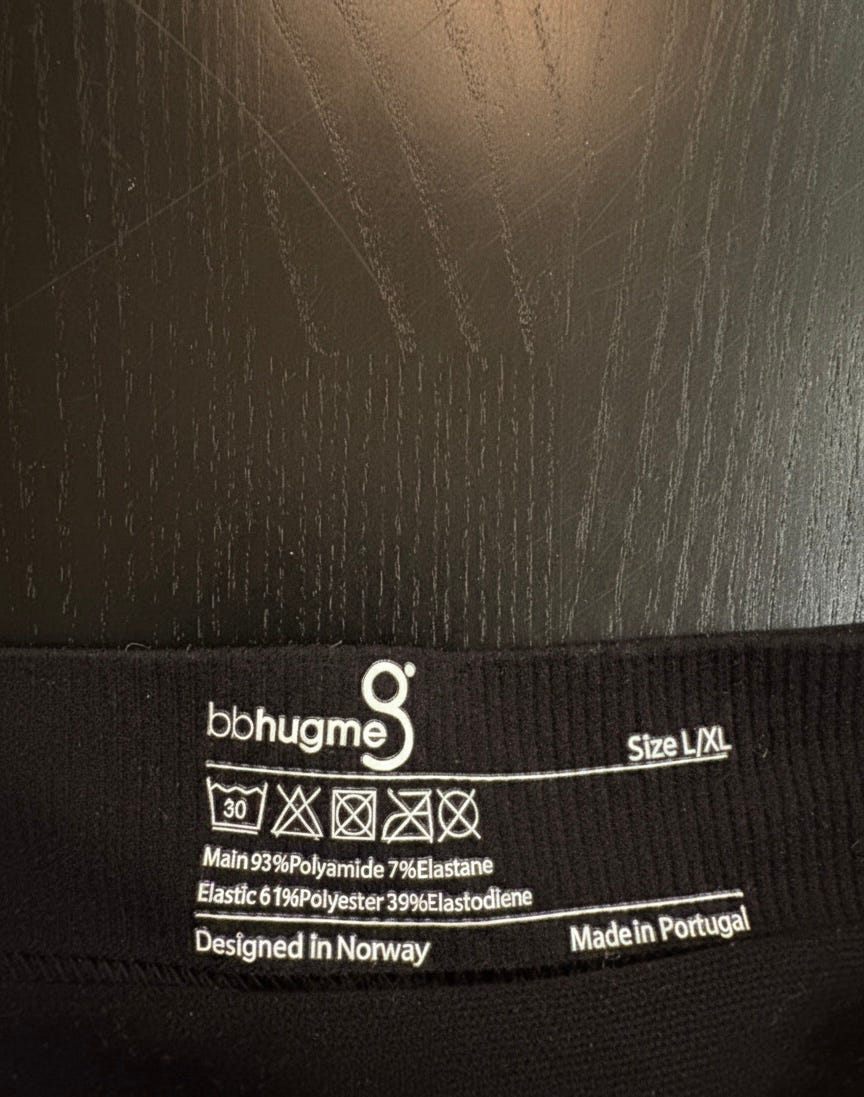 bbhugme
Size L/XL
30
Main 93%Polyamide 7%Elastane
Elastic 61%Polyester 39%Elastodiene
Designed in Norway
Made in Portugal